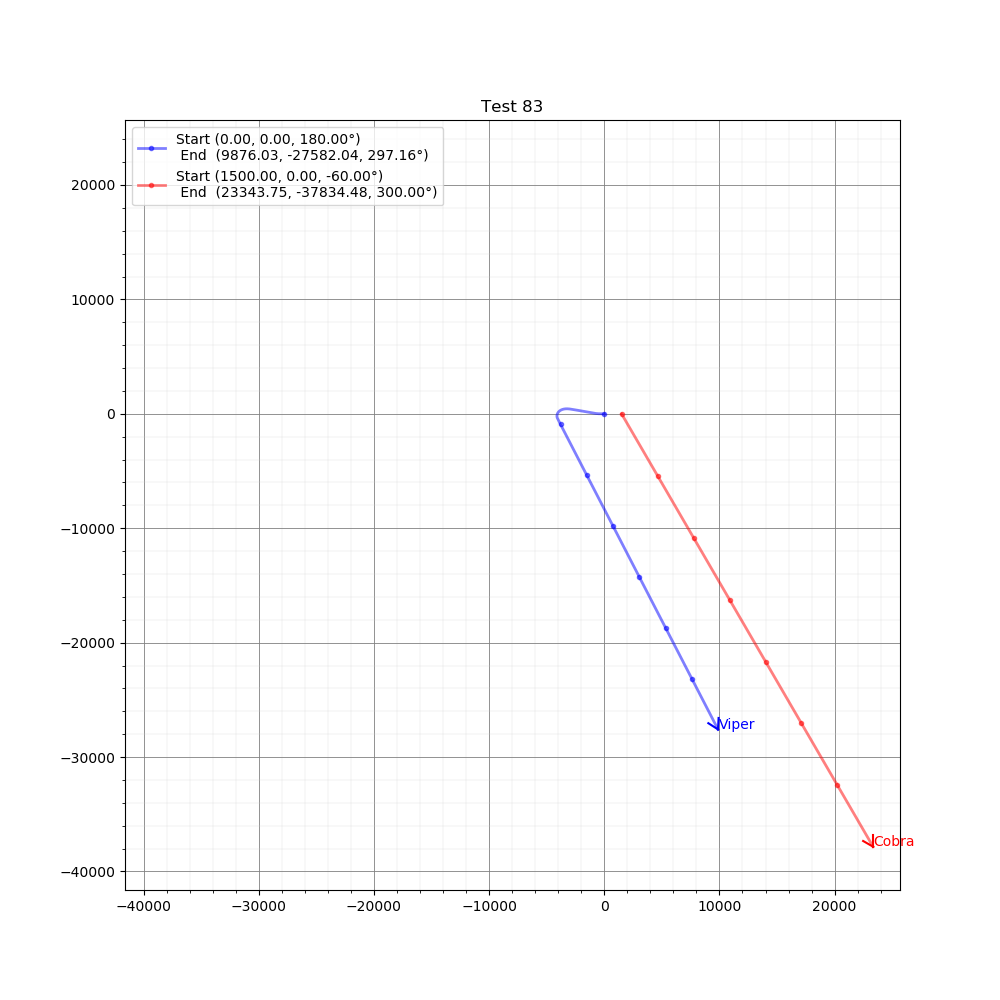 Test 83
Start (0.00, 0.00, 180.00°)
End (9876.03, -27582.04, 297.16°)
Start (1500.00, 0.00, -60.00°)
End (23343.75, -37834.48, 300.00°)
20000
10000
0
−10000
−20000
−30000
−40000
Viper
Cobra
−40000
−30000
−20000
−10000
0
10000
20000